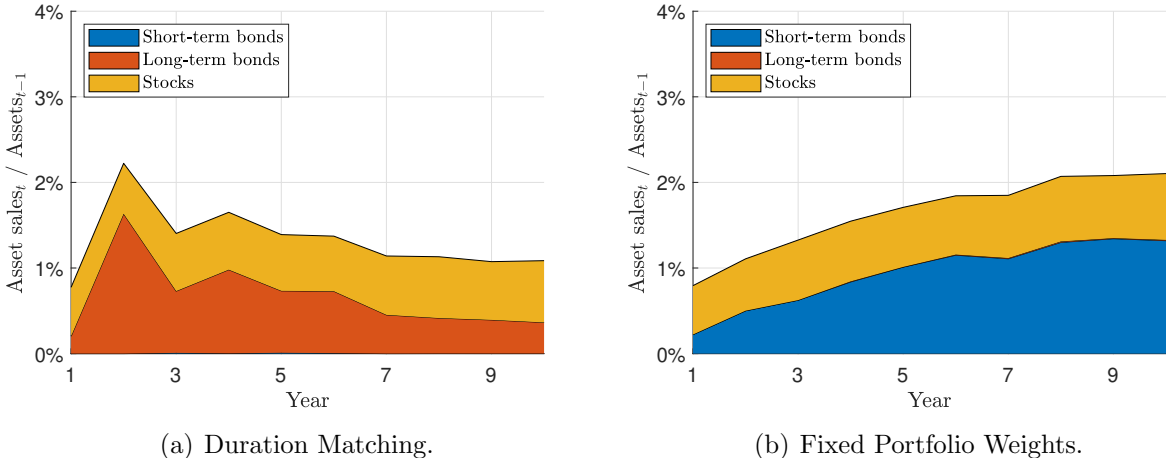 4%
3%
2%
1%
0%
Asset sales_t / Assets_{t−1}
Short-term bonds
Long-term bonds
Stocks
1 3 5 7 9
Year
(a) Duration Matching.
4%
3%
2%
1%
0%
Asset sales_t / Assets_{t−1}
Short-term bonds
Long-term bonds
Stocks
1 3 5 7 9
Year
(b) Fixed Portfolio Weights.